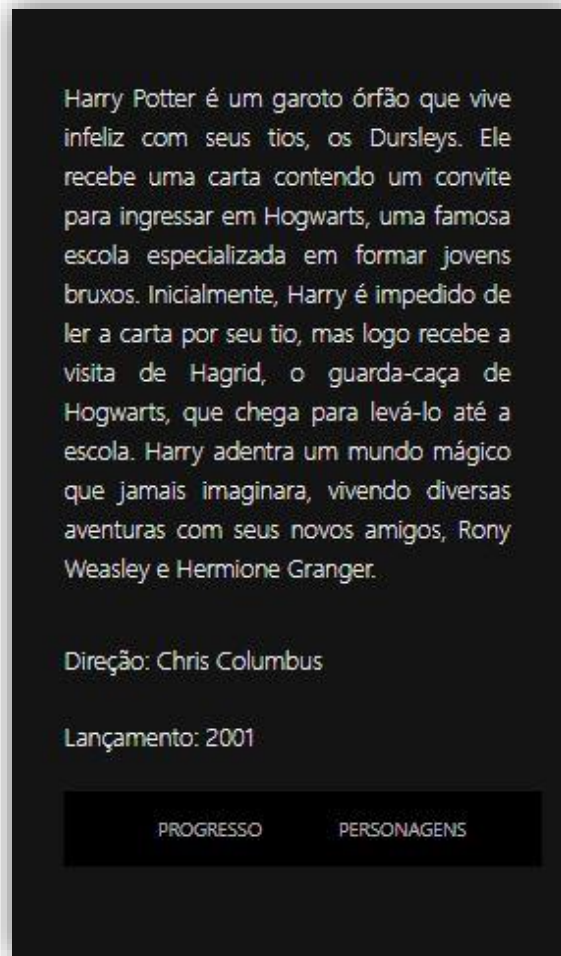 Harry Potter é um garoto órfão que vive
infeliz com seus tios, os Dursleys. Ele
recebe uma carta contendo um convite
para ingressar em Hogwarts, uma famosa
escola especializada em formar jovens
bruxos. Inicialmente, Harry é impedido de
ler a carta por seu tio, mas logo recebe a
visita de Hagrid, o guarda-caça de
Hogwarts, que chega para levá-lo até a
escola. Harry adentra um mundo mágico
que jamais imaginara, vivendo diversas
aventuras com seus novos amigos, Rony
Weasley e Hermione Granger.
Direção: Chris Columbus
Lançamento: 2001
PROGRESSO PERSONAGENS